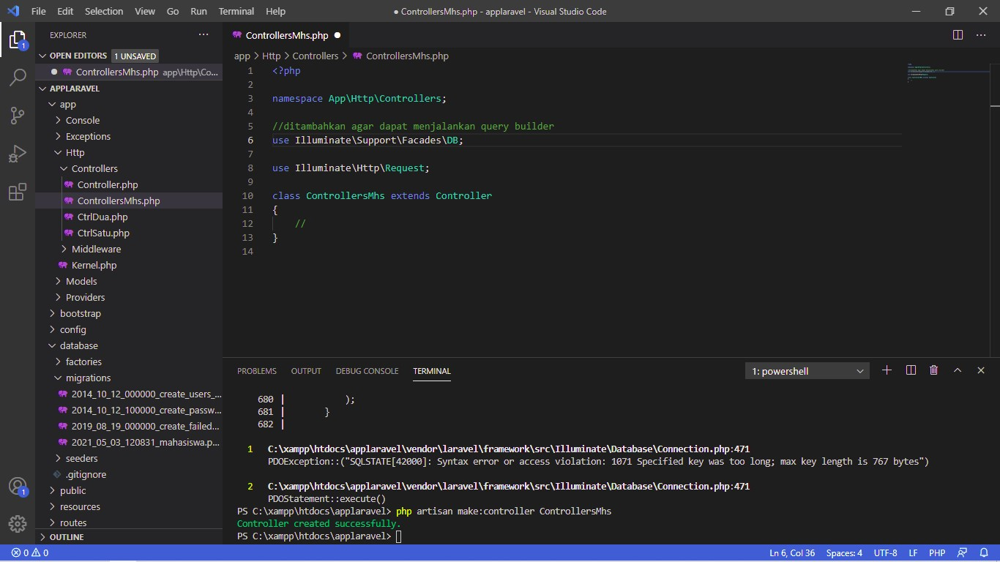 File Edit Selection View Go Run Terminal Help
● ControllersMhs.php - applaravel - Visual Studio Code
EXPLORER
OPEN EDITORS 1 UNSAVED
ControllersMhs.php app\Http\Co...
APPLARAVEL
app
Console
Exceptions
Http
Controllers
Controller.php
ControllersMhs.php
CtrlDua.php
CtrlSatu.php
Middleware
Kernel.php
Models
Providers
bootstrap
config
database
factories
migrations
2014_10_12_000000_create_users_...
2014_10_12_100000_create_passw...
2019_08_19_000000_create_failed...
2021_05_03_120831_mahasiswa.p...
seeders
.gitignore
public
resources
routes
OUTLINE
1
1
ControllersMhs.php ●
app > Http > Controllers > ControllersMhs.php
1 <?php
2
3 namespace App\Http\Controllers;
4
5 //ditambahkan agar dapat menjalankan query builder
6 use Illuminate\Support\Facades\DB;
7
8 use Illuminate\Http\Request;
9
10 class ControllersMhs extends Controller
11 {
12     //
13 }
14
PROBLEMS OUTPUT DEBUG CONSOLE TERMINAL
1: powershell
680 |           );
681 |       }
682 |
1 C:\xampp\htdocs\applaravel\vendor\laravel\framework\src\Illuminate\Database\Connection.php:471
PDOException::("SQLSTATE[42000]: Syntax error or access violation: 1071 Specified key was too long; max key length is 767 bytes")
2 C:\xampp\htdocs\applaravel\vendor\laravel\framework\src\Illuminate\Database\Connection.php:471
PDOStatement::execute()
PS C:\xampp\htdocs\applaravel> php artisan make:controller ControllersMhs
Controller created successfully.
PS C:\xampp\htdocs\applaravel>
0 0
Ln 6, Col 36 Spaces: 4 UTF-8 LF PHP